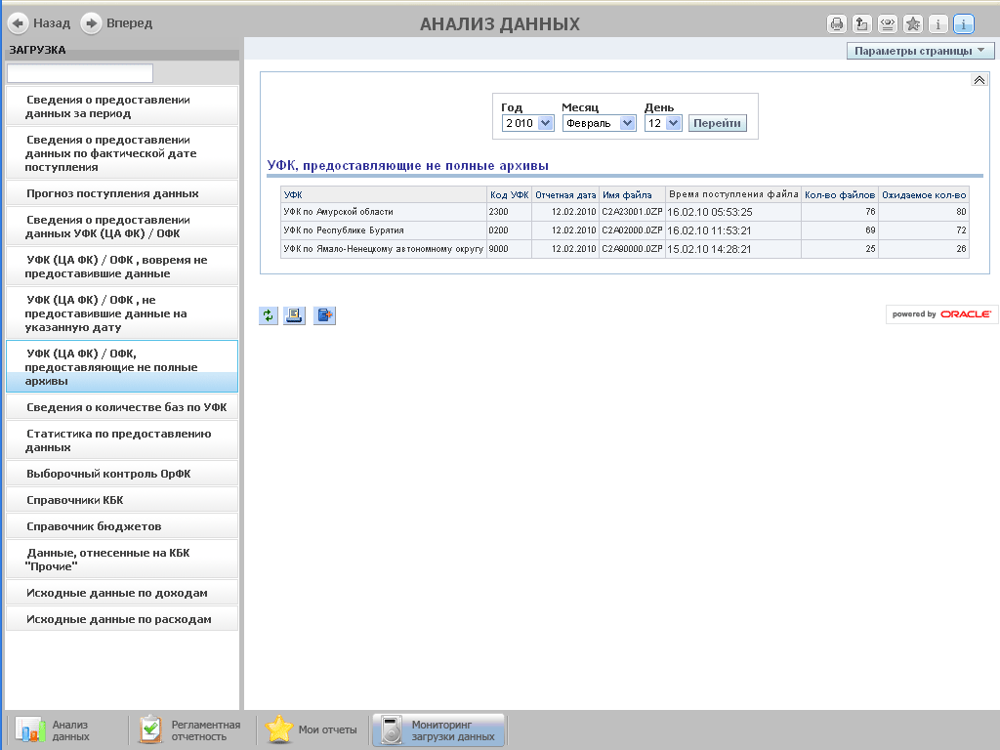 Назад Вперед
АНАЛИЗ ДАННЫХ
ЗАГРУЗКА
Параметры страницы
Сведения о предоставлении
данных за период
Сведения о предоставлении
данных по фактической дате
поступления
Прогноз поступления данных
Сведения о предоставлении
данных УФК (ЦА ФК) / ОФК
УФК (ЦА ФК) / ОФК , вовремя не
предоставившие данные
УФК (ЦА ФК) / ОФК , не
предоставившие данные на
указанную дату
УФК (ЦА ФК) / ОФК,
предоставляющие не полные
архивы
Сведения о количестве баз по УФК
Статистика по предоставлению
данных
Выборочный контроль ОрФК
Справочники КБК
Справочник бюджетов
Данные, отнесенные на КБК
"Прочие"
Исходные данные по доходам
Исходные данные по расходам
Год Месяц День
2 010 Февраль 12 Перейти
УФК, предоставляющие не полные архивы
УФК Код УФК Отчетная дата Имя файла Время поступления файла Кол-во файлов Ожидаемое кол-во
УФК по Амурской области 2300 12.02.2010 C2A23001.0ZP 16.02.10 05:53:25 76 80
УФК по Республике Бурятия 0200 12.02.2010 C2A02000.0ZP 16.02.10 11:53:21 69 72
УФК по Ямало-Ненецкому автономному округу 9000 12.02.2010 C2A90000.0ZP 15.02.10 14:28:21 25 26
powered by ORACLE
Анализ
данных
Регламентная
отчетность
Мои отчеты
Мониторинг
загрузки данных